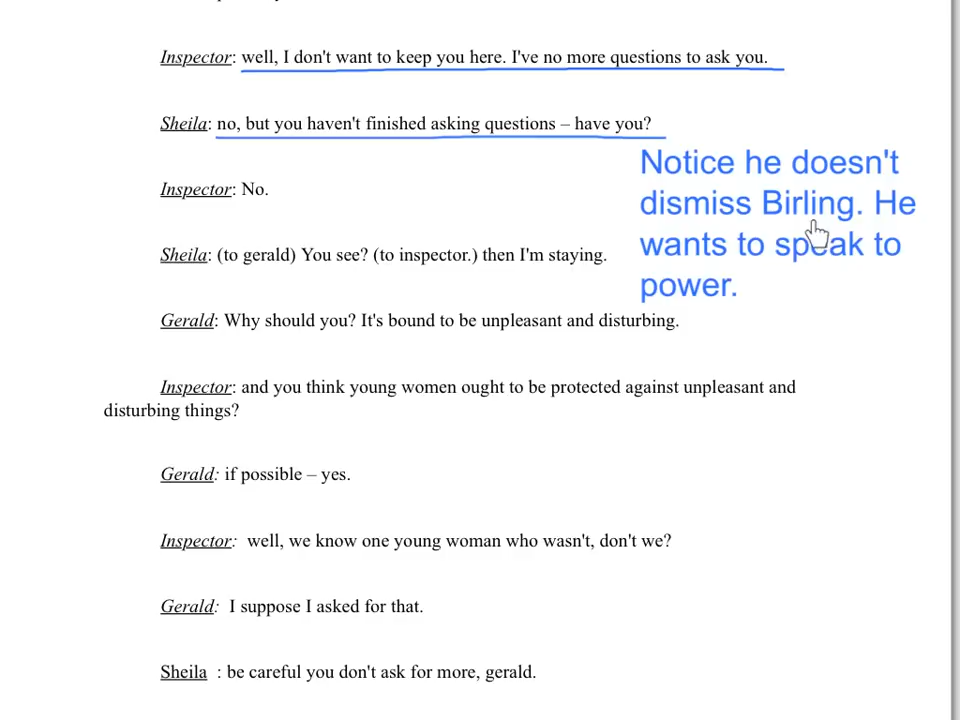 Inspector: well, I don't want to keep you here. I've no more questions to ask you.
Sheila: no, but you haven't finished asking questions – have you?
Notice he doesn't
dismiss Birling. He
wants to speak to
power.
Inspector: No.
Sheila: (to gerald) You see? (to inspector.) then I'm staying.
Gerald: Why should you? It's bound to be unpleasant and disturbing.
Inspector: and you think young women ought to be protected against unpleasant and
disturbing things?
Gerald: if possible – yes.
Inspector:  well, we know one young woman who wasn't, don't we?
Gerald:  I suppose I asked for that.
Sheila  : be careful you don't ask for more, gerald.